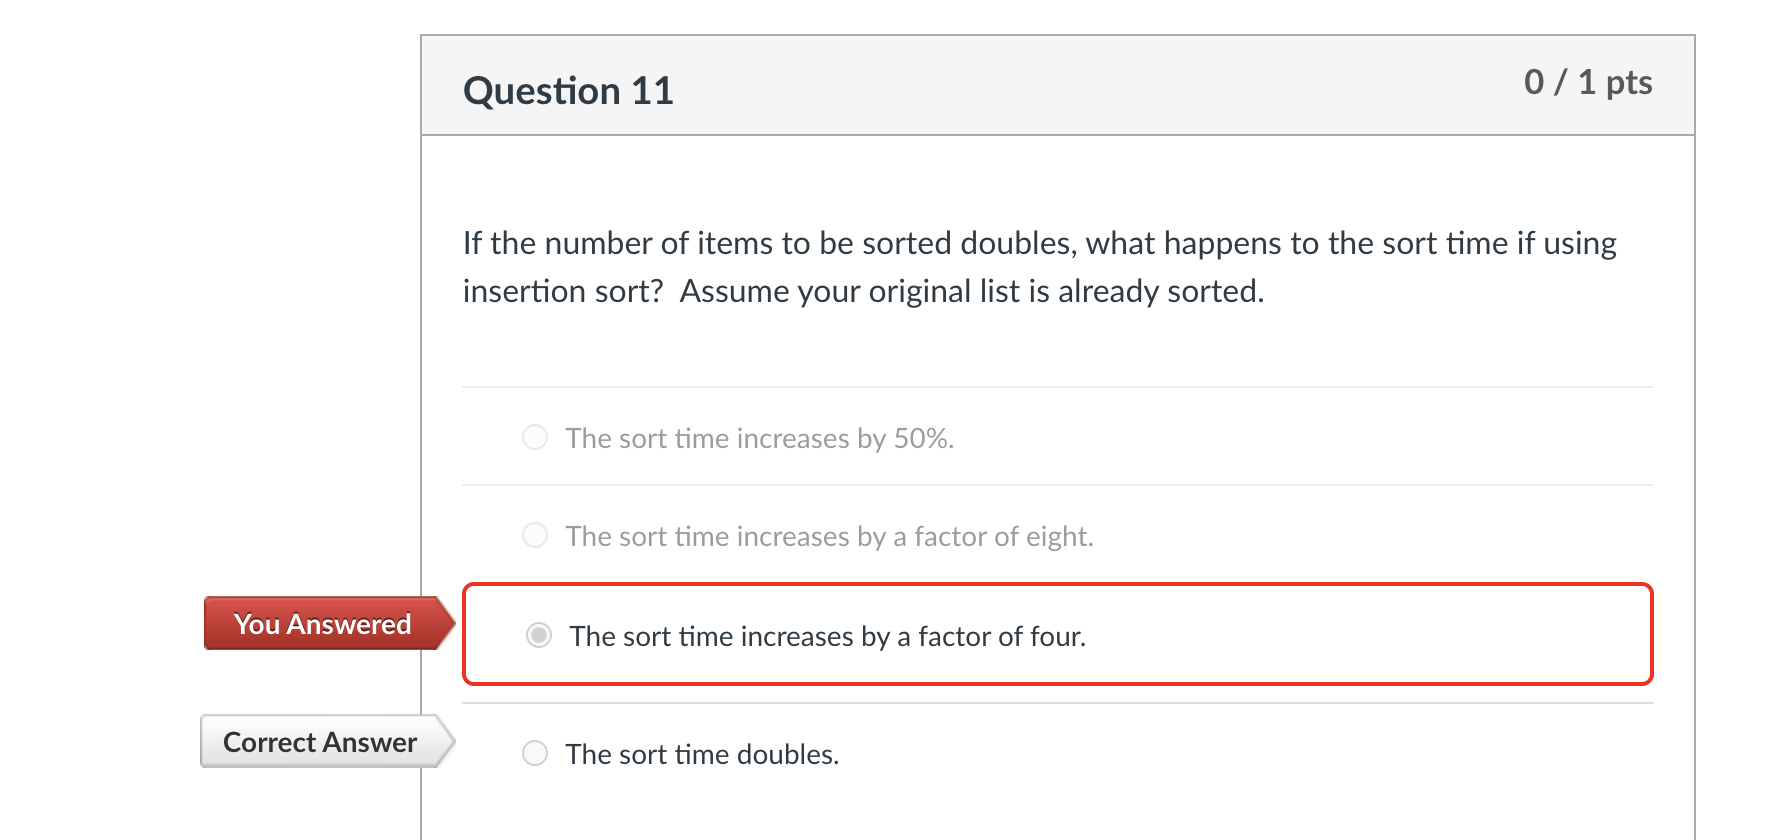 Question 11
0 / 1 pts
If the number of items to be sorted doubles, what happens to the sort time if using
insertion sort?  Assume your original list is already sorted.
The sort time increases by 50%.
The sort time increases by a factor of eight.
You Answered
The sort time increases by a factor of four.
Correct Answer
The sort time doubles.